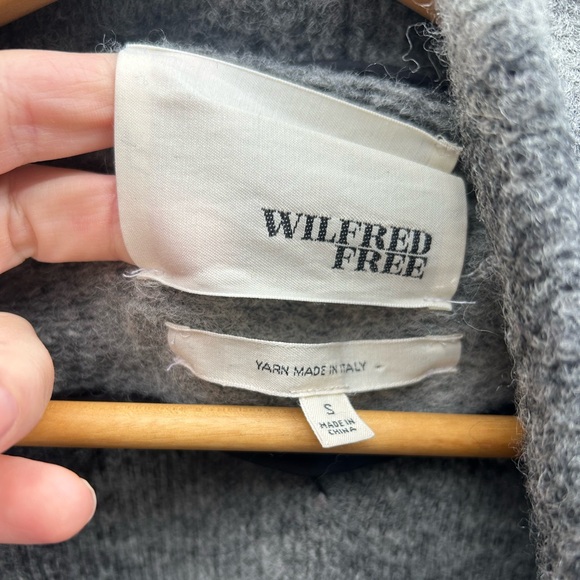 WILFRED
FREE
YARN MADE IN ITALY
S
MADE IN
CHINA